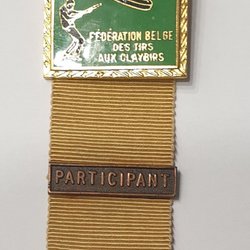 FÉDÉRATION BELGE
DES TIRS
AUX CLAYBIRS
PARTICIPANT